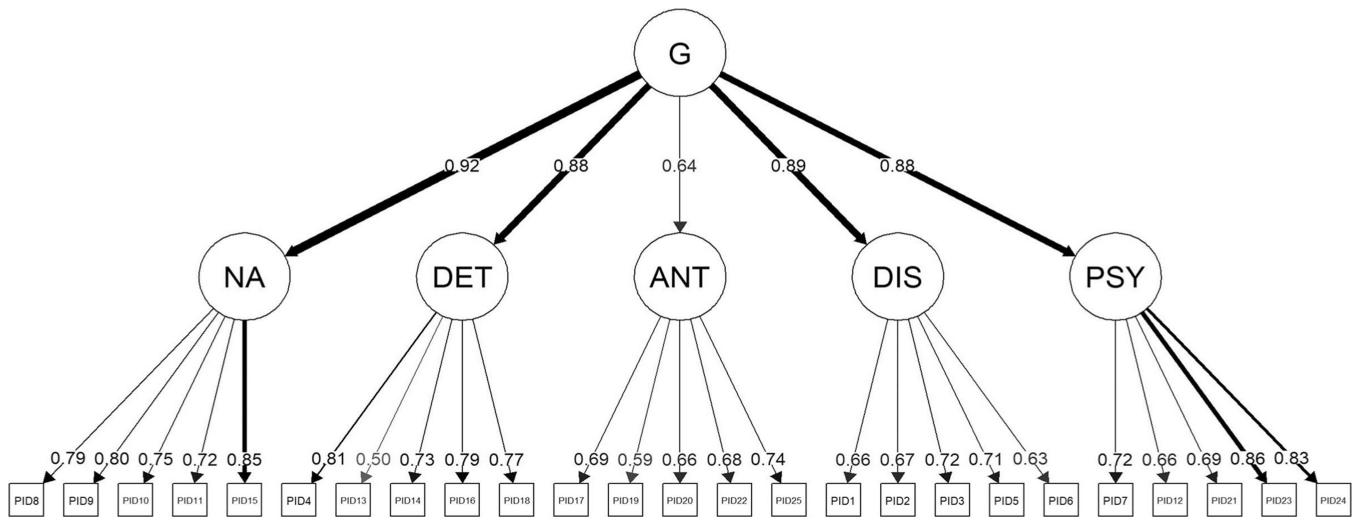 G
0.92 0.88 0.64 0.89 0.88
NA DET ANT DIS PSY
0.79 0.80 0.75 0.72 0.85 0.81 0.50 0.73 0.79 0.77 0.69 0.59 0.66 0.68 0.74 0.66 0.67 0.72 0.71 0.63 0.72 0.66 0.69 0.86 0.83
PID8 PID9 PID10 PID11 PID15 PID4 PID13 PID14 PID16 PID18 PID17 PID19 PID20 PID22 PID25 PID1 PID2 PID3 PID5 PID6 PID7 PID12 PID21 PID23 PID24